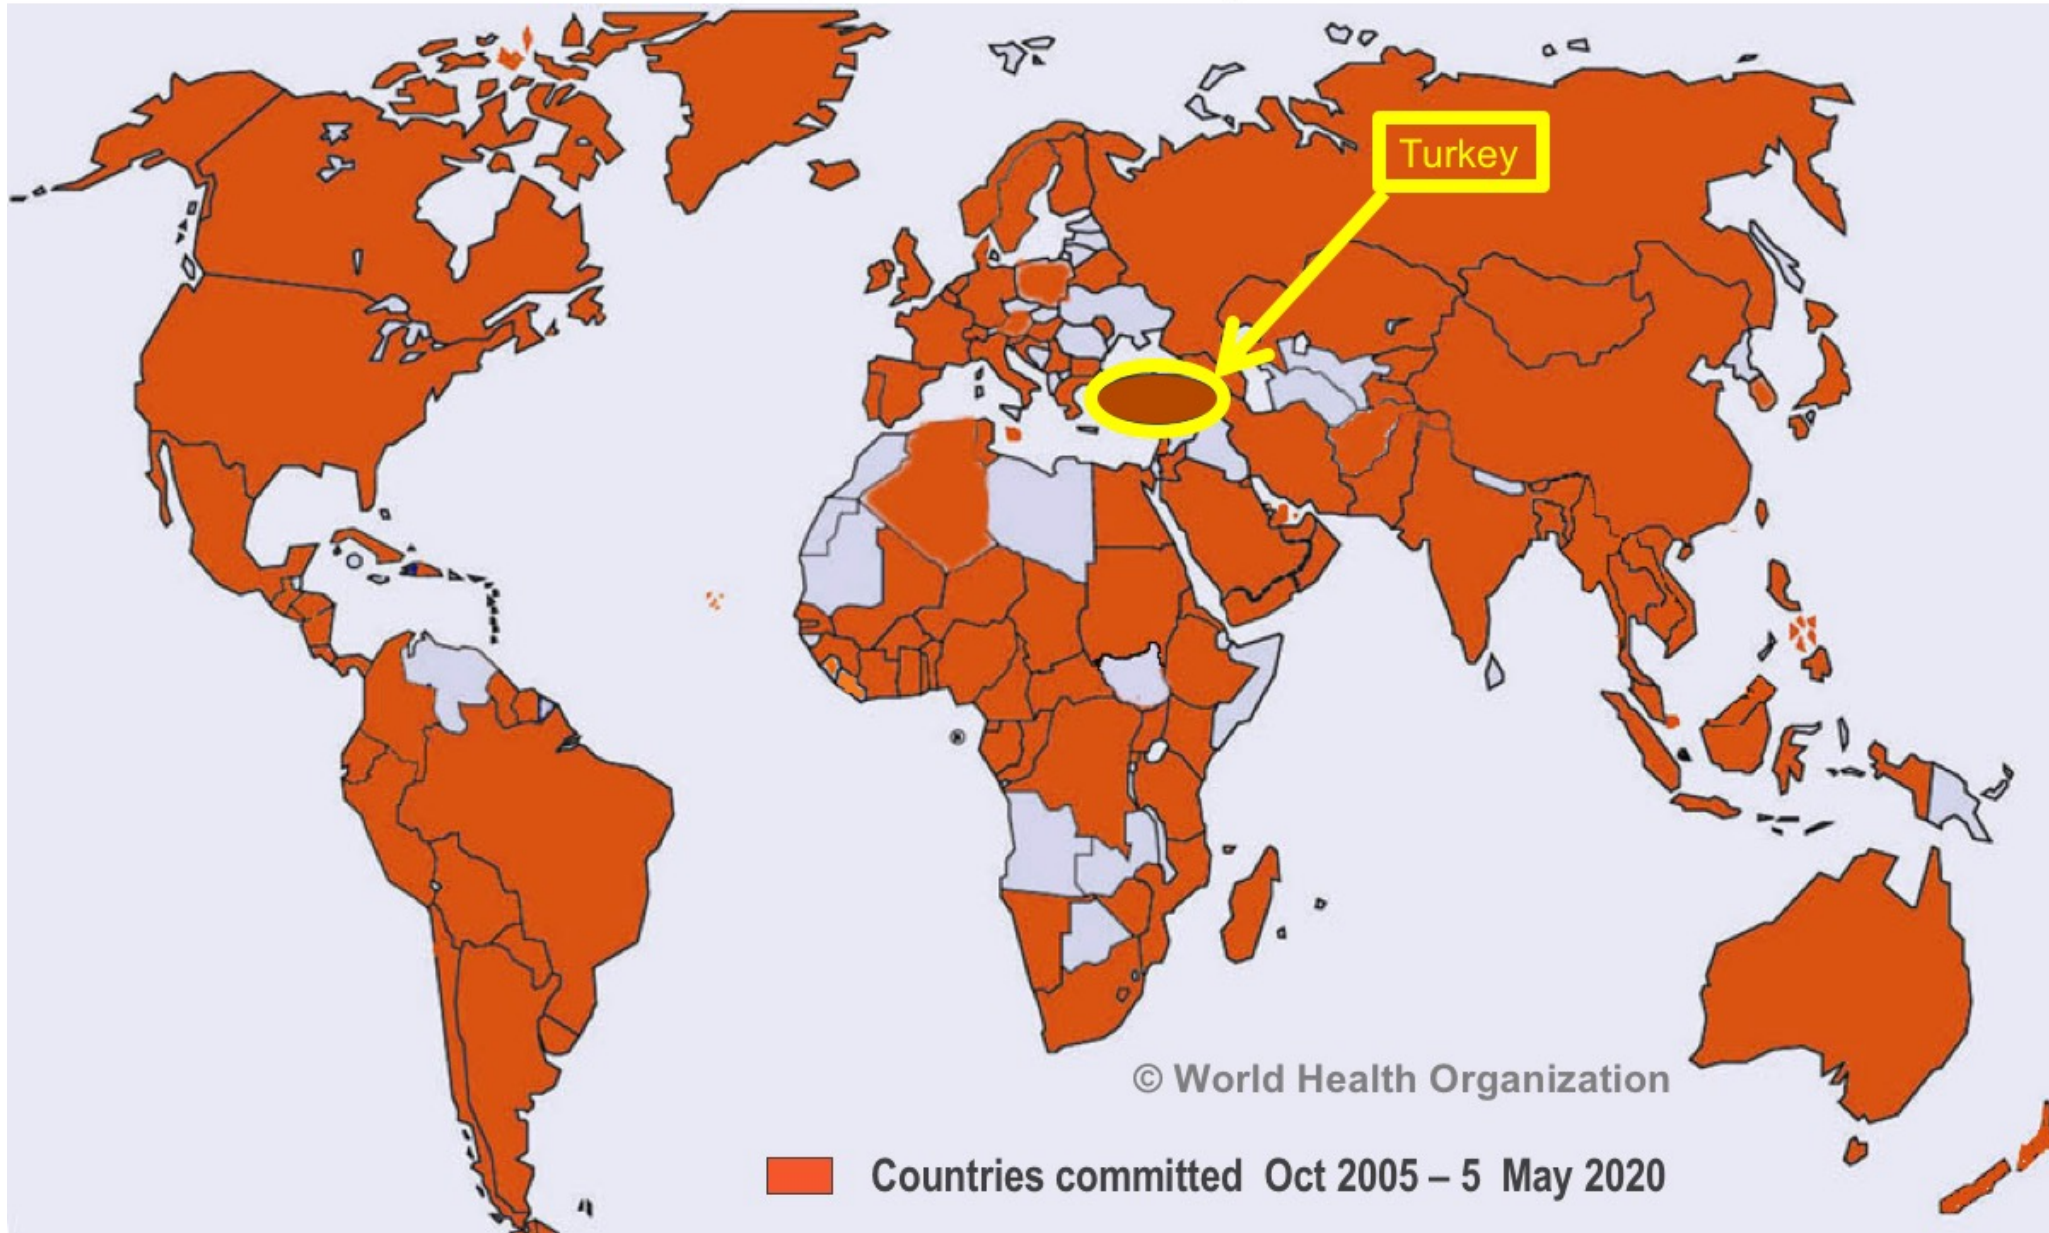 Turkey
© World Health Organization
Countries committed Oct 2005 – 5 May 2020